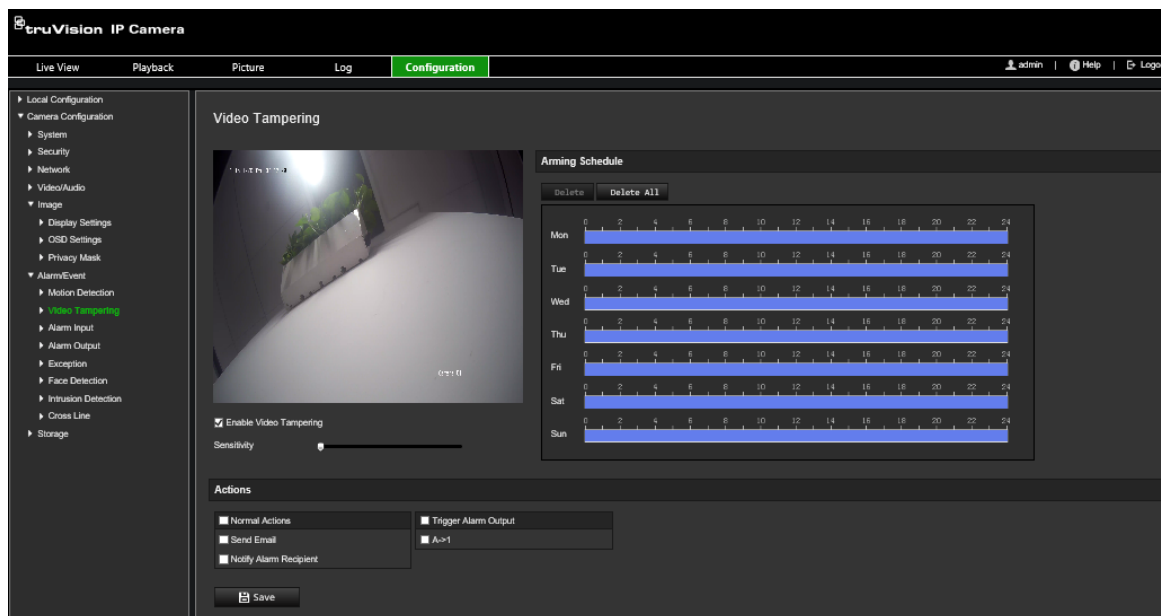 truVision IP Camera
Live View Playback Picture Log Configuration admin | Help | Logo
Local Configuration
Camera Configuration
System
Security
Network
Video/Audio
Image
Display Settings
OSD Settings
Privacy Mask
Alarm/Event
Motion Detection
Video Tampering
Alarm Input
Alarm Output
Exception
Face Detection
Intrusion Detection
Cross Line
Storage
Video Tampering
Enable Video Tampering
Sensitivity
Arming Schedule
Delete Delete All
0 2 4 6 8 10 12 14 16 18 20 22 24
Mon
0 2 4 6 8 10 12 14 16 18 20 22 24
Tue
0 2 4 6 8 10 12 14 16 18 20 22 24
Wed
0 2 4 6 8 10 12 14 16 18 20 22 24
Thu
0 2 4 6 8 10 12 14 16 18 20 22 24
Fri
0 2 4 6 8 10 12 14 16 18 20 22 24
Sat
0 2 4 6 8 10 12 14 16 18 20 22 24
Sun
Actions
Normal Actions Trigger Alarm Output
Send Email A->1
Notify Alarm Recipient
Save